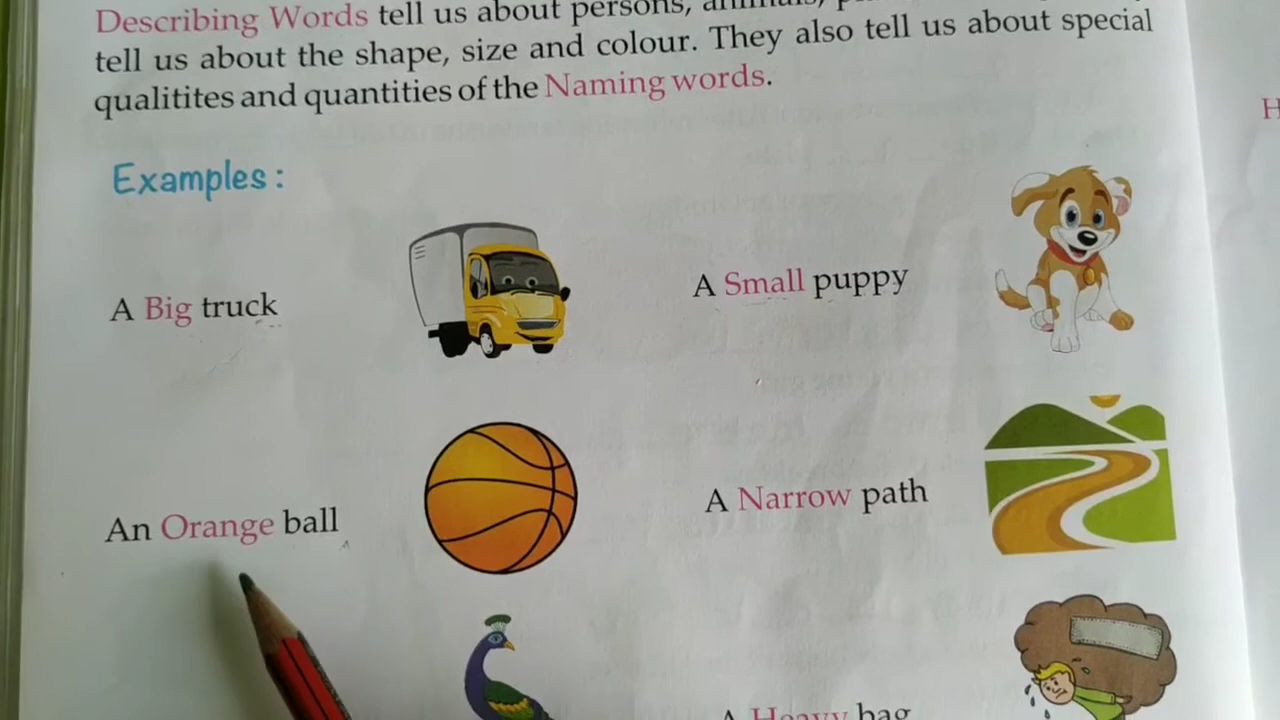 Describing Words tell us about persons, animals,
tell us about the shape, size and colour. They also tell us about special
qualitites and quantities of the Naming words.
Examples :
A Big truck
A Small puppy
An Orange ball
A Narrow path
A Heavy bag
H